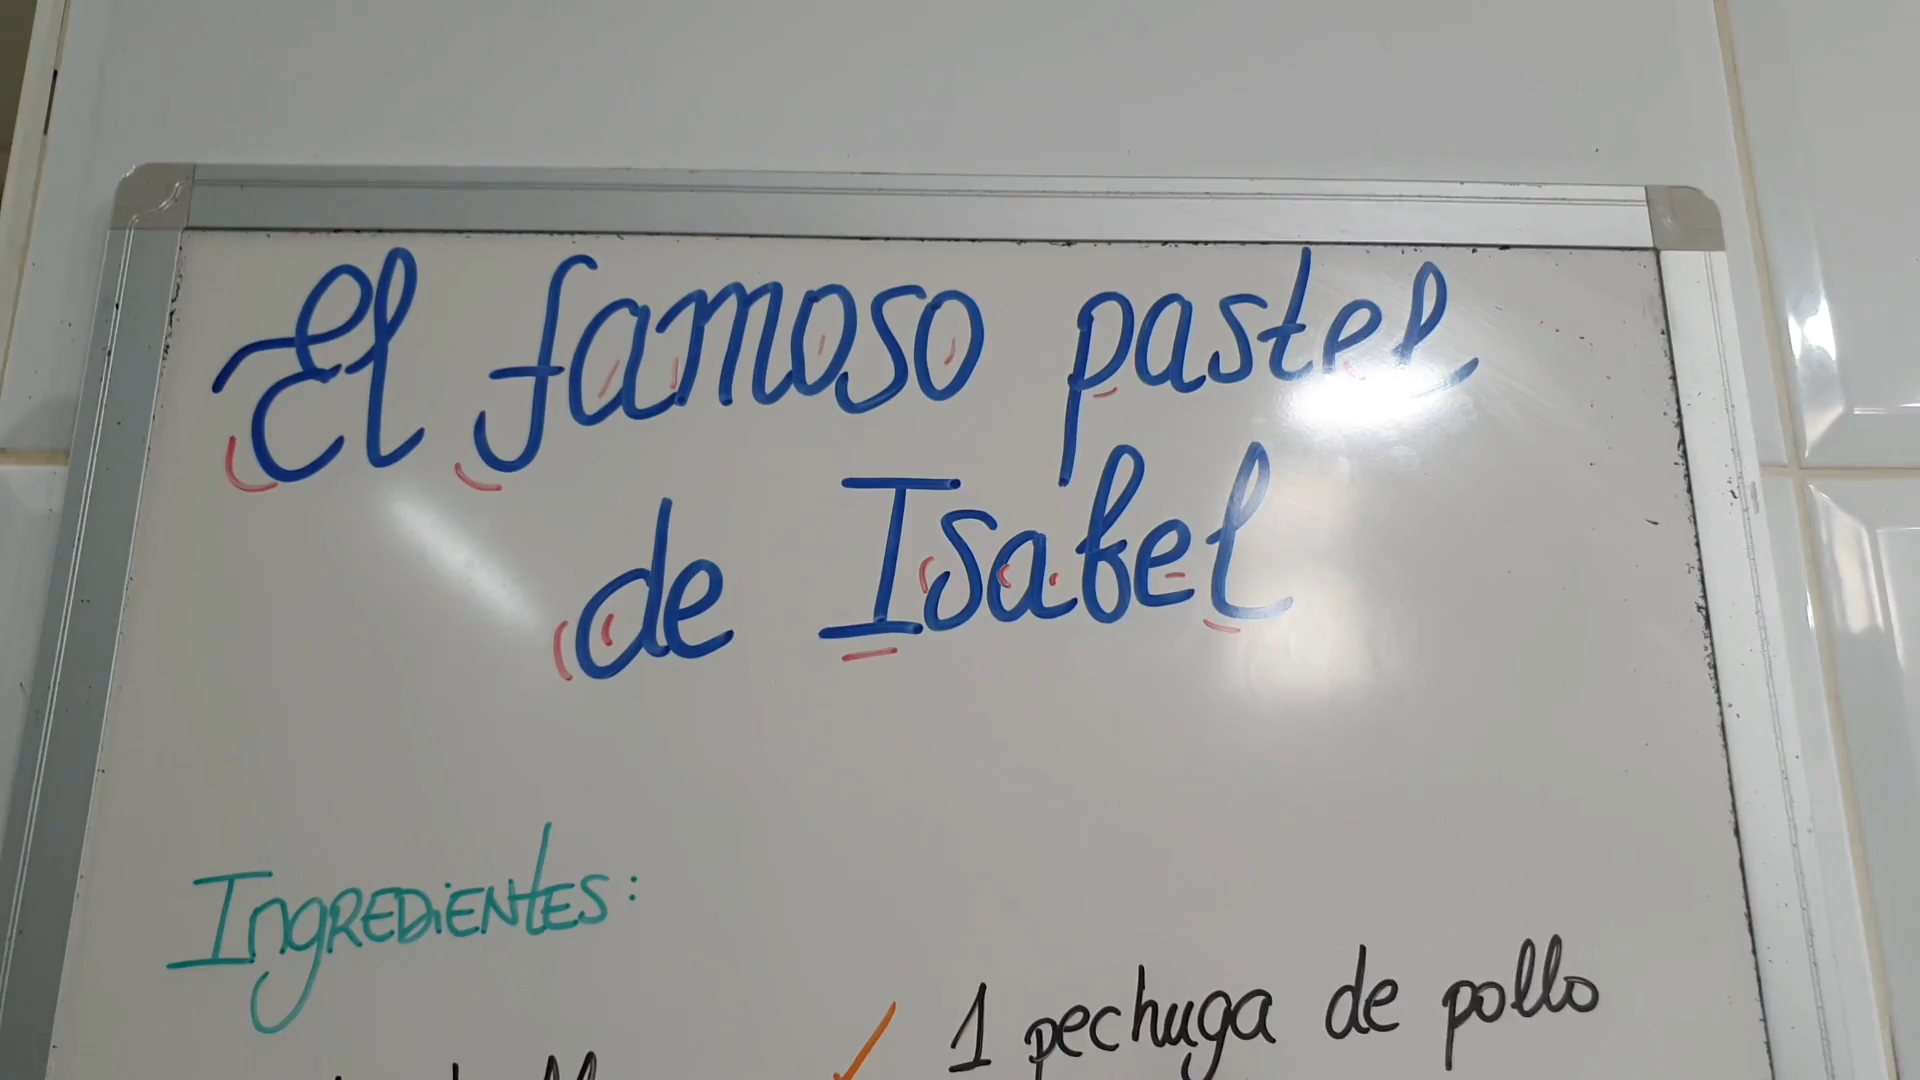 El famoso pastel
de Isabel
Ingredientes:
1 pechuga de pollo